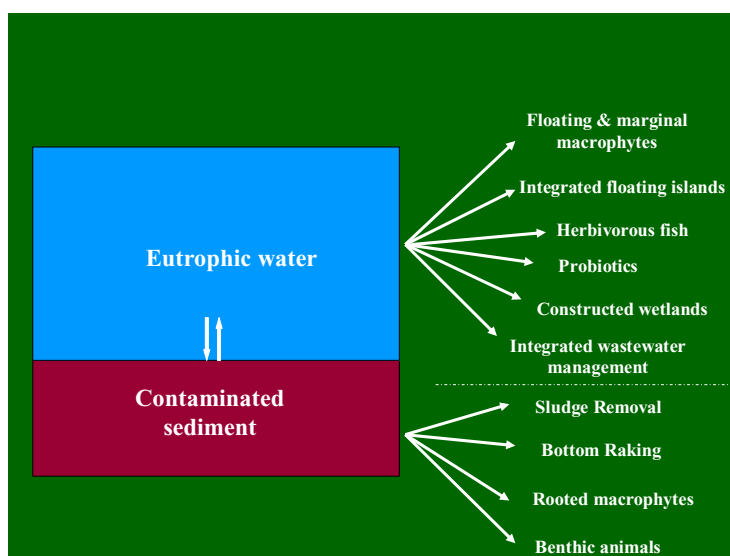 Floating & marginal
macrophytes
Integrated floating islands
Herbivorous fish
Eutrophic water
Probiotics
Constructed wetlands
Integrated wastewater
management
Contaminated
sediment
Sludge Removal
Bottom Raking
Rooted macrophytes
Benthic animals